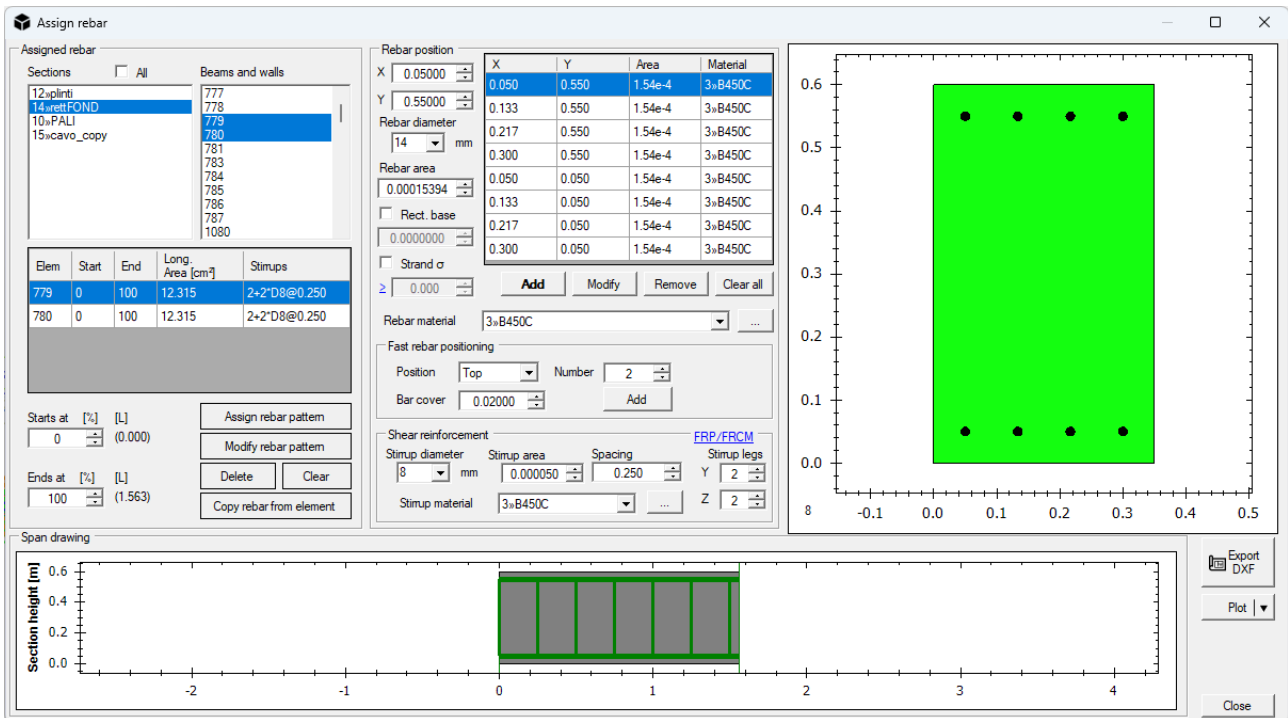 Assign rebar
Assigned rebar
Sections
All
Beams and walls
12»plinti
14»rettFOND
10»PALI
15»cavo_copy
777
778
779
780
781
783
784
785
786
787
1080
Elem Start End Long. Area [cm²] Stirrups
779 0 100 12.315 2+2*D8@0.250
780 0 100 12.315 2+2*D8@0.250
Starts at [%] [L]
0 (0.000)
Ends at [%] [L]
100 (1.563)
Assign rebar pattern
Modify rebar pattern
Delete Clear
Copy rebar from element
Rebar position
X 0.05000
Y 0.55000
Rebar diameter
14 mm
Rebar area
0.00015394
Rect. base
0.0000000
Strand σ
≥ 0.000
X Y Area Material
0.050 0.550 1.54e-4 3»B450C
0.133 0.550 1.54e-4 3»B450C
0.217 0.550 1.54e-4 3»B450C
0.300 0.550 1.54e-4 3»B450C
0.050 0.050 1.54e-4 3»B450C
0.133 0.050 1.54e-4 3»B450C
0.217 0.050 1.54e-4 3»B450C
0.300 0.050 1.54e-4 3»B450C
Add Modify Remove Clear all
Rebar material 3»B450C ...
Fast rebar positioning
Position Top Number 2
Bar cover 0.02000 Add
Shear reinforcement FRP/FRCM
Stirrup diameter Stirrup area Spacing Stirrup legs
8 mm 0.000050 0.250 Y 2
Stirrup material 3»B450C ... Z 2
0.6
0.5
0.4
0.3
0.2
0.1
0.0
8 -0.1 0.0 0.1 0.2 0.3 0.4 0.5
Span drawing
Section height [m]
0.6
0.4
0.2
0.0
-2 -1 0 1 2 3 4
Export DXF
Plot
Close